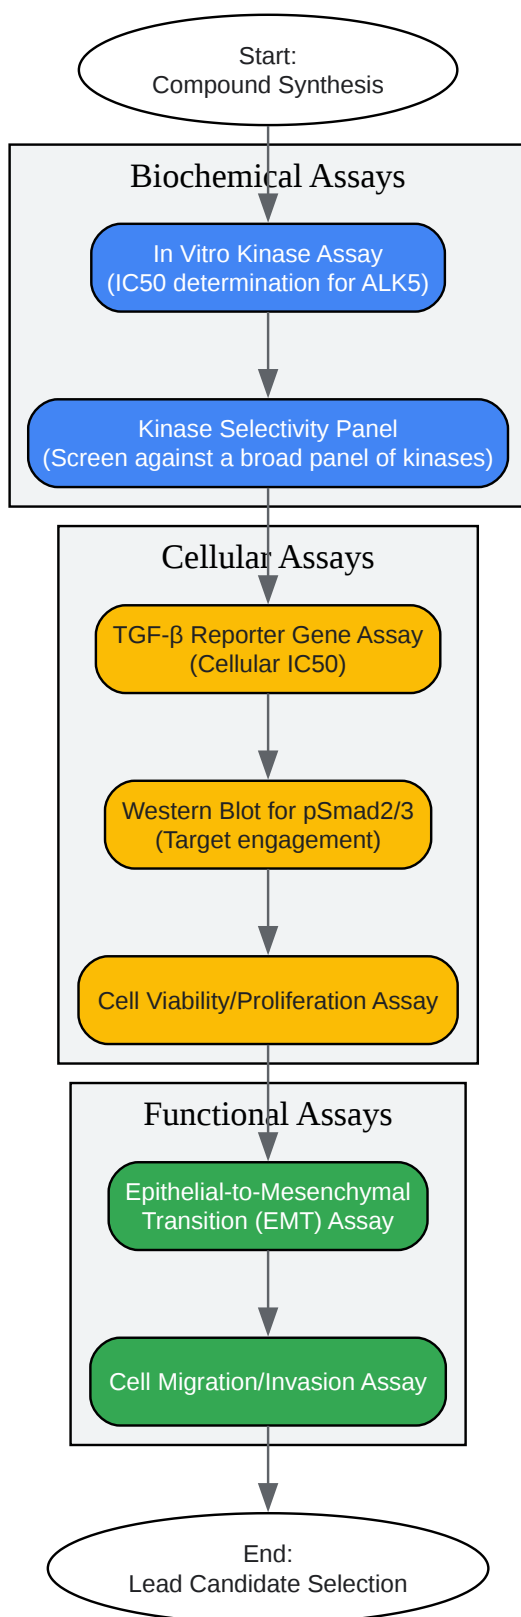 Start:
Compound Synthesis
Biochemical Assays
In Vitro Kinase Assay
(IC50 determination for ALK5)
Kinase Selectivity Panel
(Screen against a broad panel of kinases)
Cellular Assays
TGF-β Reporter Gene Assay
(Cellular IC50)
Western Blot for pSmad2/3
(Target engagement)
Cell Viability/Proliferation Assay
Functional Assays
Epithelial-to-Mesenchymal
Transition (EMT) Assay
Cell Migration/Invasion Assay
End:
Lead Candidate Selection